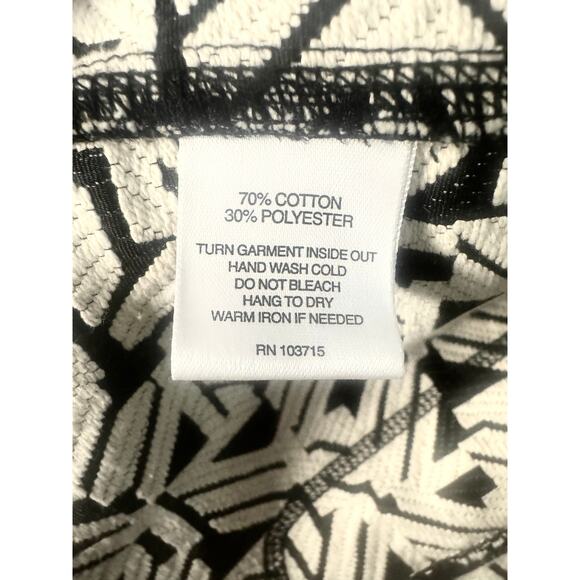 70% COTTON
30% POLYESTER
TURN GARMENT INSIDE OUT
HAND WASH COLD
DO NOT BLEACH
HANG TO DRY
WARM IRON IF NEEDED
RN 103715